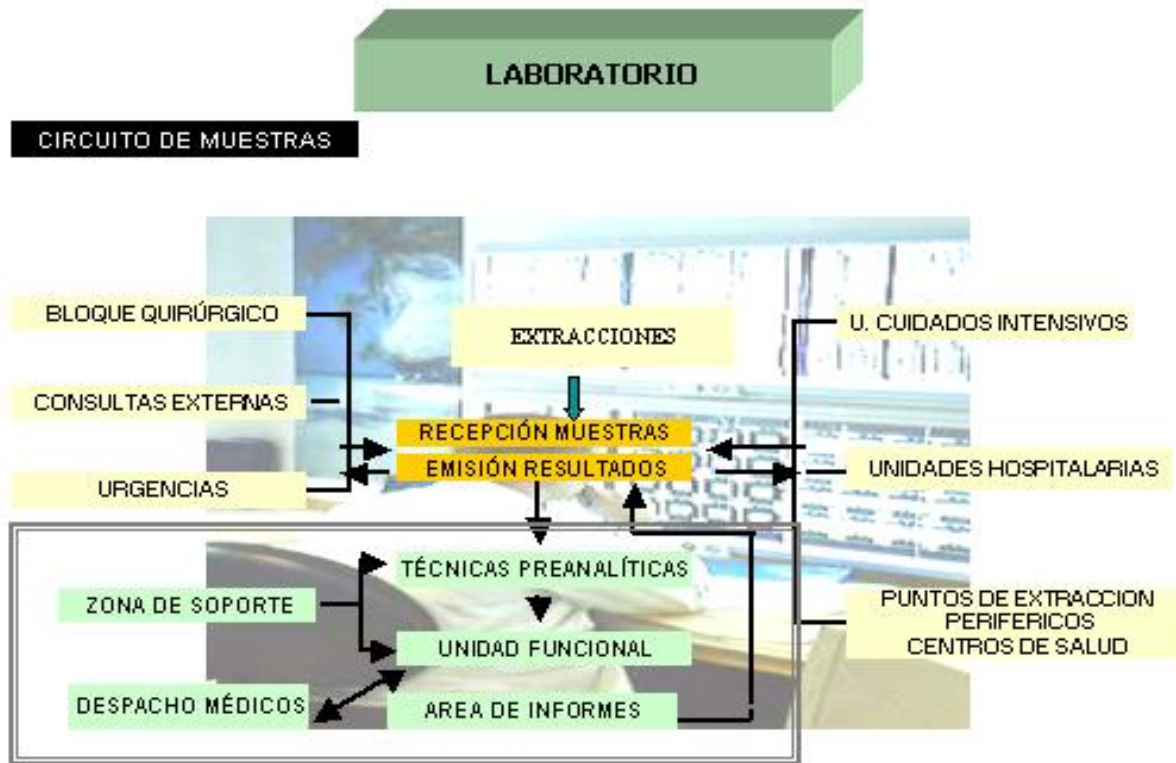 LABORATORIO
CIRCUITO DE MUESTRAS
BLOQUE QUIRÚRGICO
EXTRACCIONES
U. CUIDADOS INTENSIVOS
CONSULTAS EXTERNAS
RECEPCIÓN MUESTRAS
EMISIÓN RESULTADOS
UNIDADES HOSPITALARIAS
URGENCIAS
TÉCNICAS PREANALÍTICAS
ZONA DE SOPORTE
PUNTOS DE EXTRACCION
PERIFERICOS
CENTROS DE SALUD
UNIDAD FUNCIONAL
DESPACHO MÉDICOS
AREA DE INFORMES